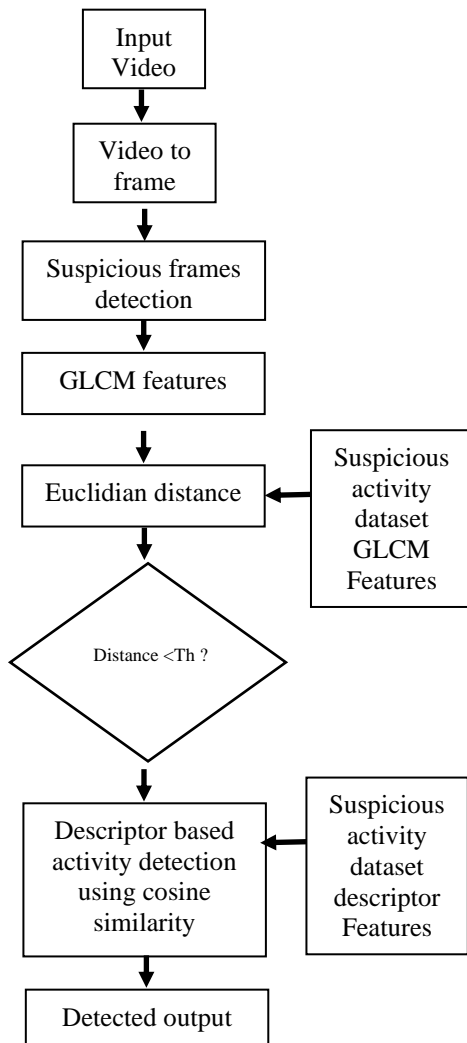 Input
Video
Video to
frame
Suspicious frames
detection
GLCM features
Euclidian distance
Suspicious
activity
dataset
GLCM
Features
Distance <Th ?
Descriptor based
activity detection
using cosine
similarity
Suspicious
activity
dataset
descriptor
Features
Detected output